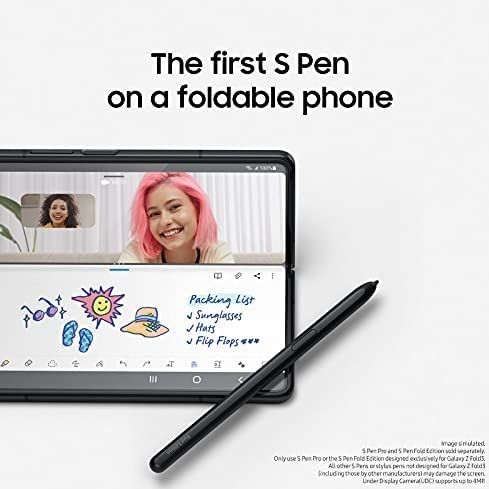 The first S Pen
on a foldable phone
100%
Packing List
✓ Sunglasses
✓ Hats
✓ Flip Flops
Image simulated.
S Pen Pro and S Pen Fold Edition sold separately.
Only use S Pen Pro or the S Pen Fold Edition designed exclusively for Galaxy Z Fold3.
All other S Pens or stylus pens not designed for Galaxy Z Fold3
(including those by other manufacturers) may damage the screen.
Under Display Camera(UDC) supports up to 4MP.